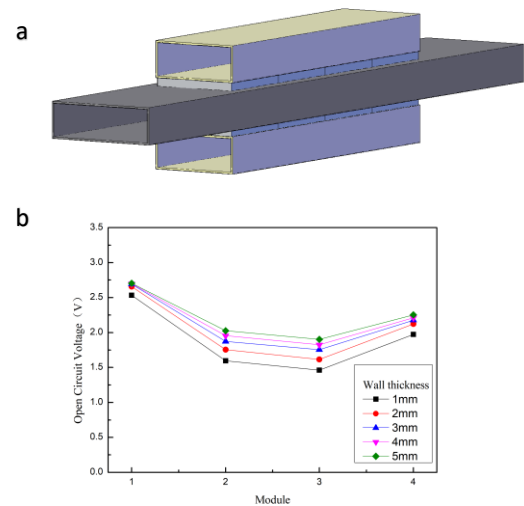 a
b
3.5
3.0
2.5
2.0
1.5
1.0
0.5
0.0
Open Circuit Voltage（V）
1 2 3 4
Module
Wall thickness
1mm
2mm
3mm
4mm
5mm